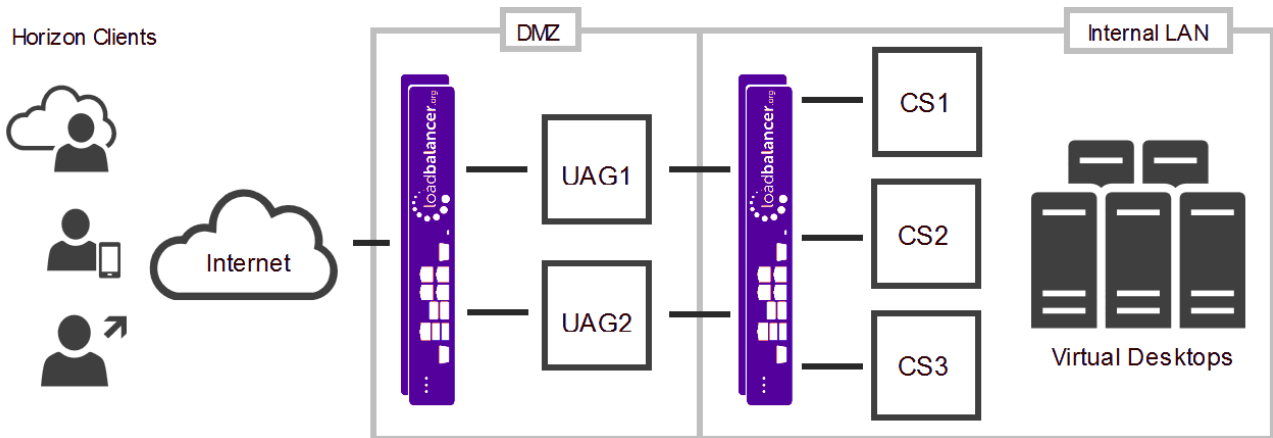 Horizon Clients
DMZ
Internal LAN
Internet
loadbalancer.org
UAG1
UAG2
loadbalancer.org
CS1
CS2
CS3
Virtual Desktops